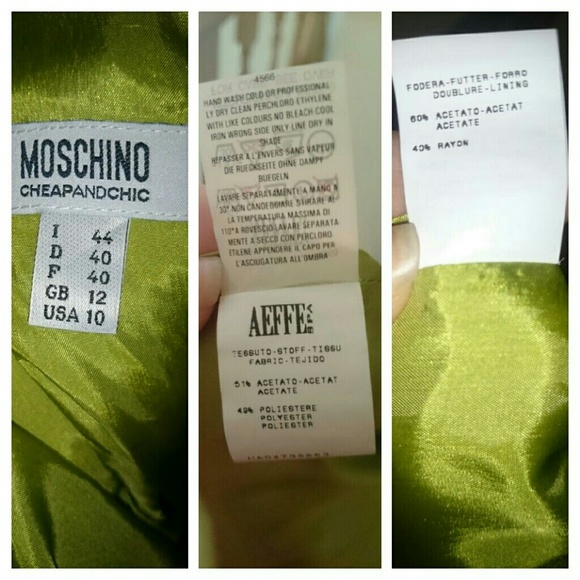 MOSCHINO
CHEAPANDCHIC
I 44
D 40
F 40
GB 12
USA 10
4566
HAND WASH COLD OR PROFESSIONAL
LY DRY CLEAN PERCHLORO ETHYLENE
WITH LIKE COLOURS NO BLEACH COOL
IRON WRONG SIDE ONLY LINE DRY IN
SHADE
REPASSER A L'ENVERS SANS VAPEUR
DIE RUECKSEITE OHNE DAMPF
BUEGELN
LAVARE SEPARATAMENTE A MANO A
30° NON CANDEGGIARE STIRARE AL
LA TEMPERATURA MASSIMA DI
110°A ROVESCIO LAVARE SEPARATA
MENTE A SECCO CON PERCLORO
ETILENE APPENDERE IL CAPO PER
L'ASCIUGATURA ALL'OMBRA
AEFFE SPA
TESSUTO-STOFF-TISSU
FABRIC-TEJIDO
51% ACETATO-ACETAT
ACETATE
49% POLIESTERE
POLYESTER
POLIESTER
FODERA-FUTTER-FORRO
DOUBLURE-LINING
60% ACETATO-ACETAT
ACETATE
40% RAYON